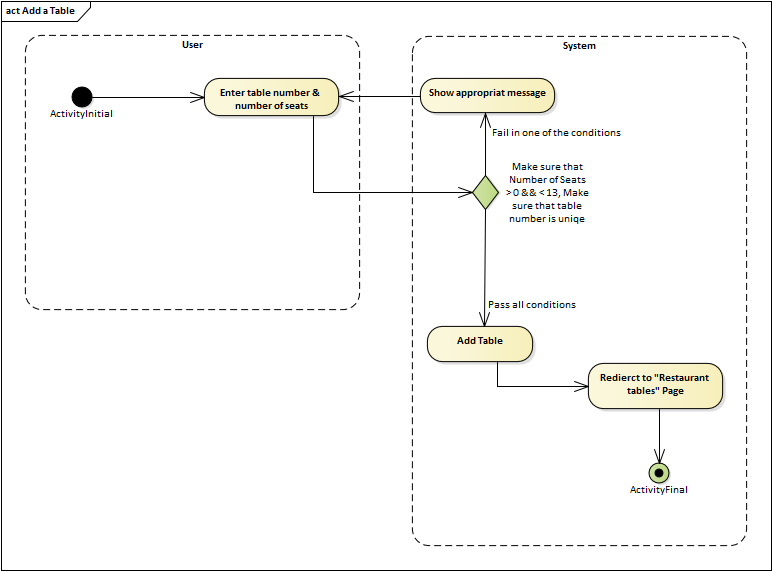 act Add a Table
User
System
ActivityInitial
Enter table number &
number of seats
Show appropriat message
Fail in one of the conditions
Make sure that
Number of Seats
> 0 && < 13, Make
sure that table
number is uniqe
Pass all conditions
Add Table
Redierct to "Restaurant
tables" Page
ActivityFinal